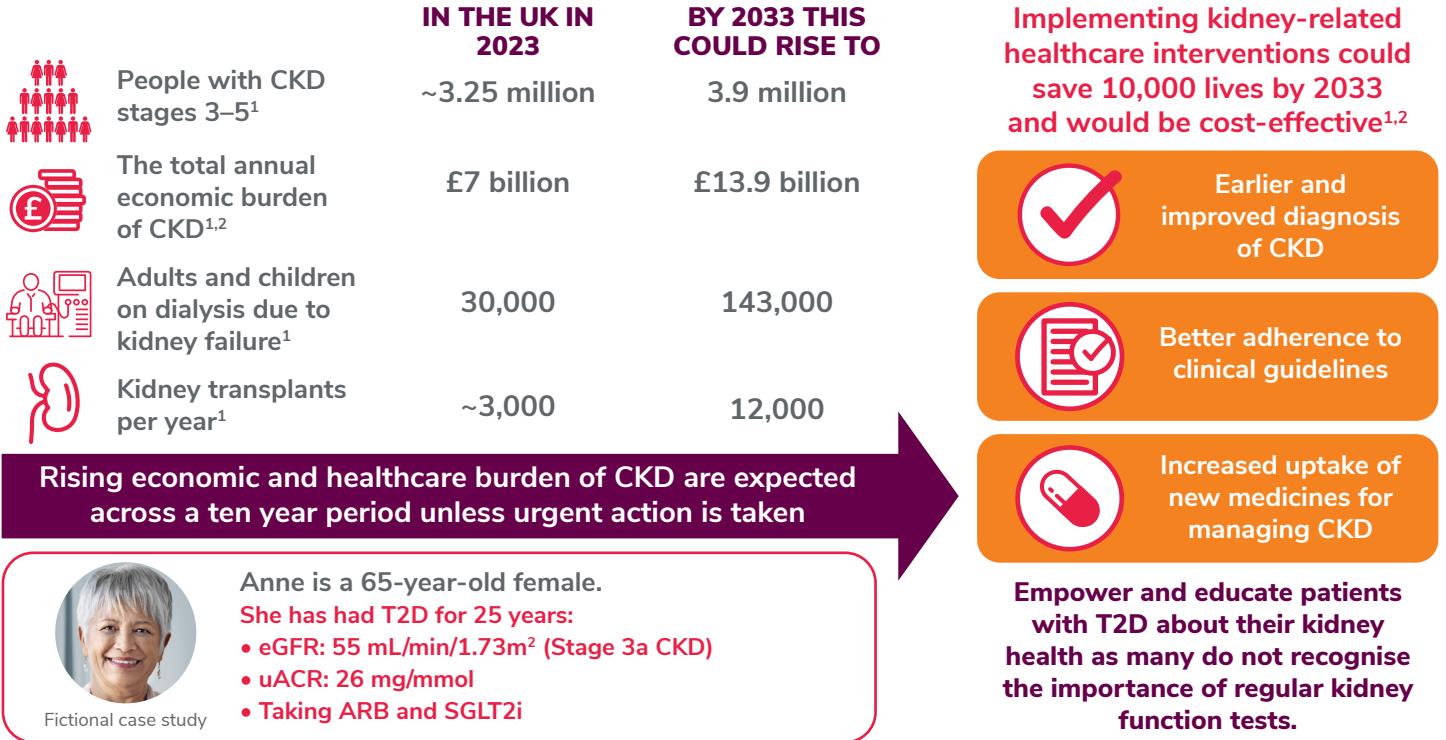 IN THE UK IN
2023
BY 2033 THIS
COULD RISE TO
People with CKD
stages 3–5¹
~3.25 million
3.9 million
The total annual
economic burden
of CKD¹,²
£7 billion
£13.9 billion
£
Adults and children
on dialysis due to
kidney failure¹
30,000
143,000
Kidney transplants
per year¹
~3,000
12,000
Rising economic and healthcare burden of CKD are expected
across a ten year period unless urgent action is taken
Fictional case study
Anne is a 65-year-old female.
She has had T2D for 25 years:
• eGFR: 55 mL/min/1.73m² (Stage 3a CKD)
• uACR: 26 mg/mmol
• Taking ARB and SGLT2i
Implementing kidney-related
healthcare interventions could
save 10,000 lives by 2033
and would be cost-effective¹,²
Earlier and
improved diagnosis
of CKD
Better adherence to
clinical guidelines
Increased uptake of
new medicines for
managing CKD
Empower and educate patients
with T2D about their kidney
health as many do not recognise
the importance of regular kidney
function tests.